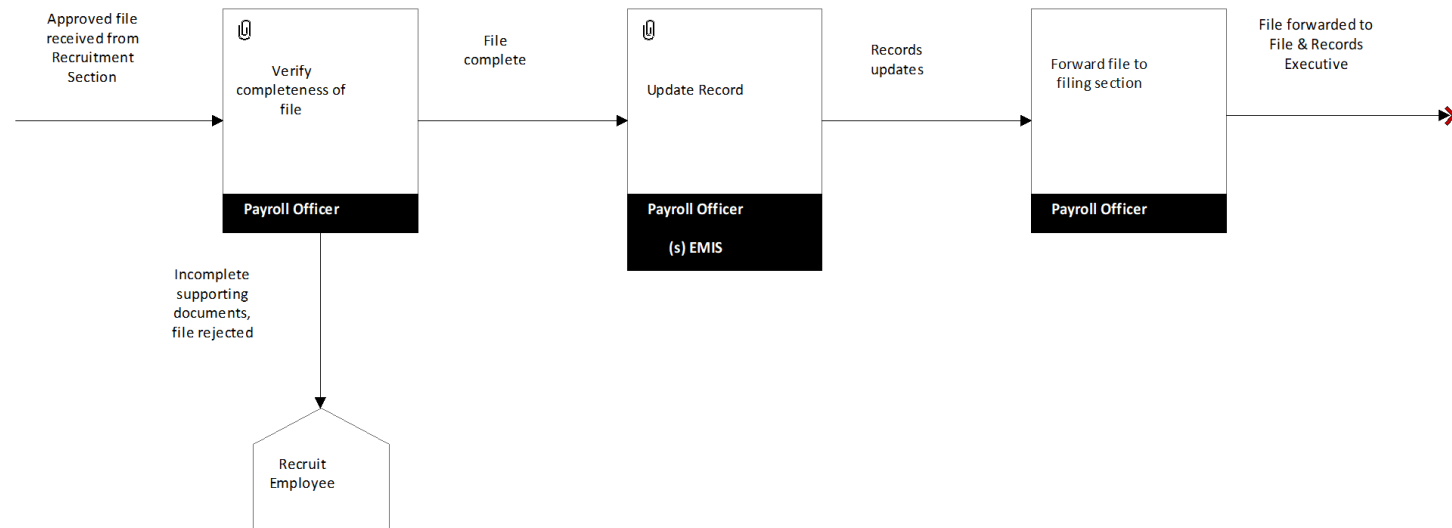 Approved file
received from
Recruitment
Section
Verify
completeness of
file
Payroll Officer
File
complete
Update Record
Payroll Officer
(s) EMIS
Records
updates
Forward file to
filing section
Payroll Officer
File forwarded to
File & Records
Executive
Incomplete
supporting
documents,
file rejected
Recruit
Employee